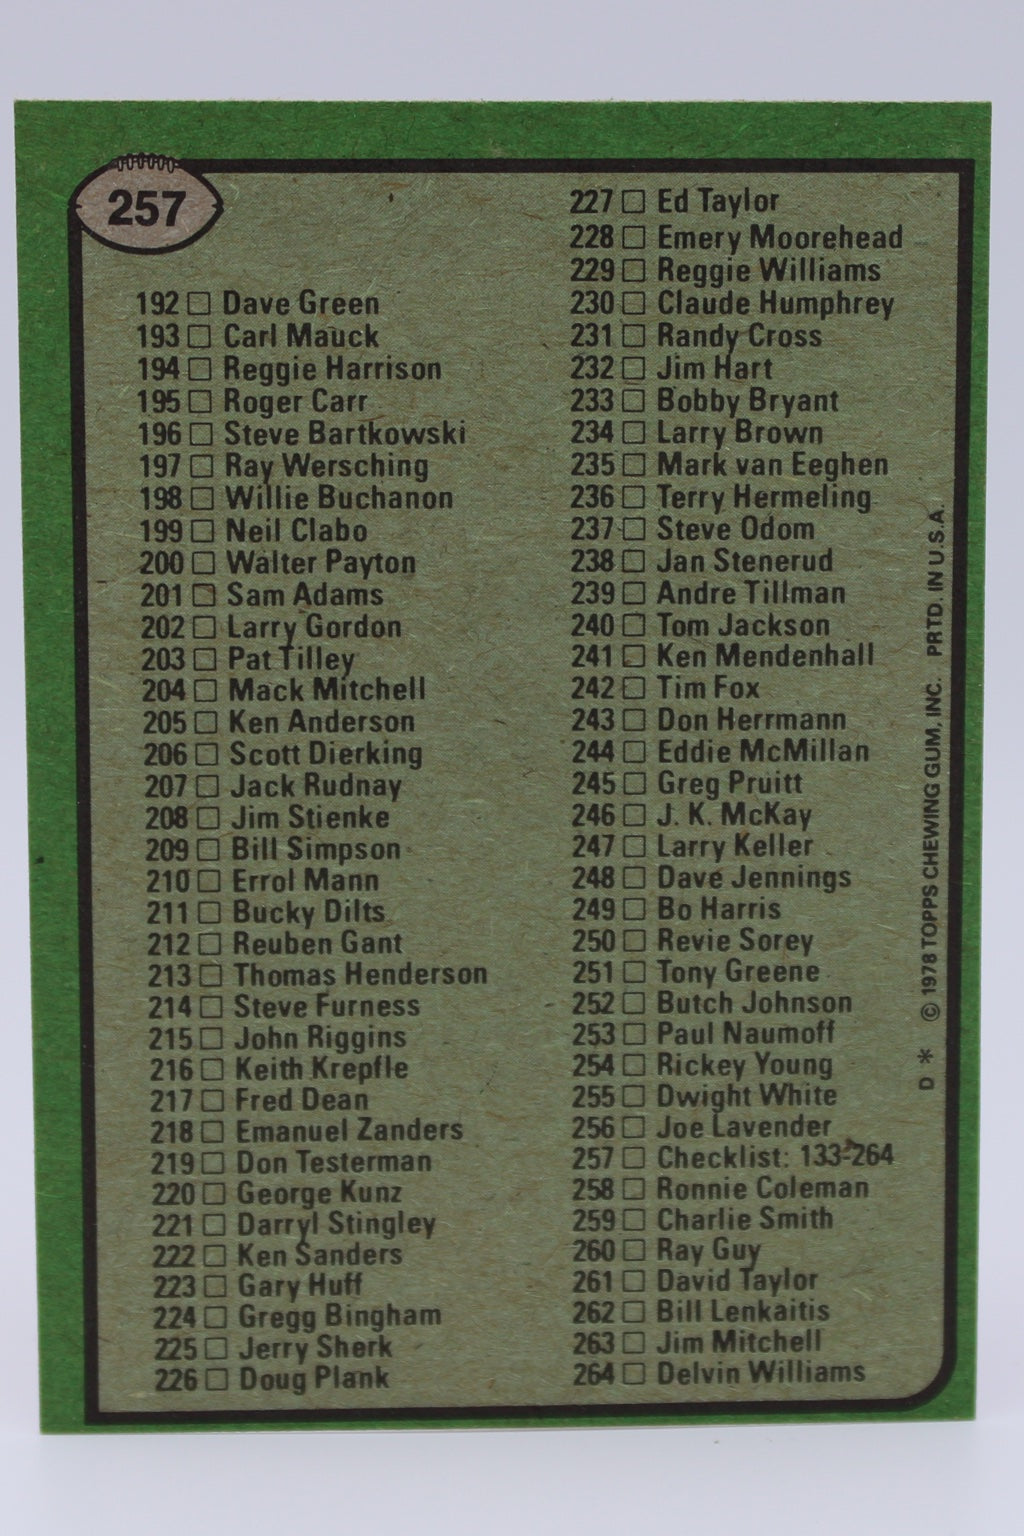 257
192 □ Dave Green
193 □ Carl Mauck
194 □ Reggie Harrison
195 □ Roger Carr
196 □ Steve Bartkowski
197 □ Ray Wersching
198 □ Willie Buchanon
199 □ Neil Clabo
200 □ Walter Payton
201 □ Sam Adams
202 □ Larry Gordon
203 □ Pat Tilley
204 □ Mack Mitchell
205 □ Ken Anderson
206 □ Scott Dierking
207 □ Jack Rudnay
208 □ Jim Stienke
209 □ Bill Simpson
210 □ Errol Mann
211 □ Bucky Dilts
212 □ Reuben Gant
213 □ Thomas Henderson
214 □ Steve Furness
215 □ John Riggins
216 □ Keith Krepfle
217 □ Fred Dean
218 □ Emanuel Zanders
219 □ Don Testerman
220 □ George Kunz
221 □ Darryl Stingley
222 □ Ken Sanders
223 □ Gary Huff
224 □ Gregg Bingham
225 □ Jerry Sherk
226 □ Doug Plank
227 □ Ed Taylor
228 □ Emery Moorehead
229 □ Reggie Williams
230 □ Claude Humphrey
231 □ Randy Cross
232 □ Jim Hart
233 □ Bobby Bryant
234 □ Larry Brown
235 □ Mark van Eeghen
236 □ Terry Hermeling
237 □ Steve Odom
238 □ Jan Stenerud
239 □ Andre Tillman
240 □ Tom Jackson
241 □ Ken Mendenhall
242 □ Tim Fox
243 □ Don Herrmann
244 □ Eddie McMillan
245 □ Greg Pruitt
246 □ J. K. McKay
247 □ Larry Keller
248 □ Dave Jennings
249 □ Bo Harris
250 □ Revie Sorey
251 □ Tony Greene
252 □ Butch Johnson
253 □ Paul Naumoff
254 □ Rickey Young
255 □ Dwight White
256 □ Joe Lavender
257 □ Checklist: 133-264
258 □ Ronnie Coleman
259 □ Charlie Smith
260 □ Ray Guy
261 □ David Taylor
262 □ Bill Lenkaitis
263 □ Jim Mitchell
264 □ Delvin Williams
D * © 1978 TOPPS CHEWING GUM, INC. PRTD. IN U.S.A.